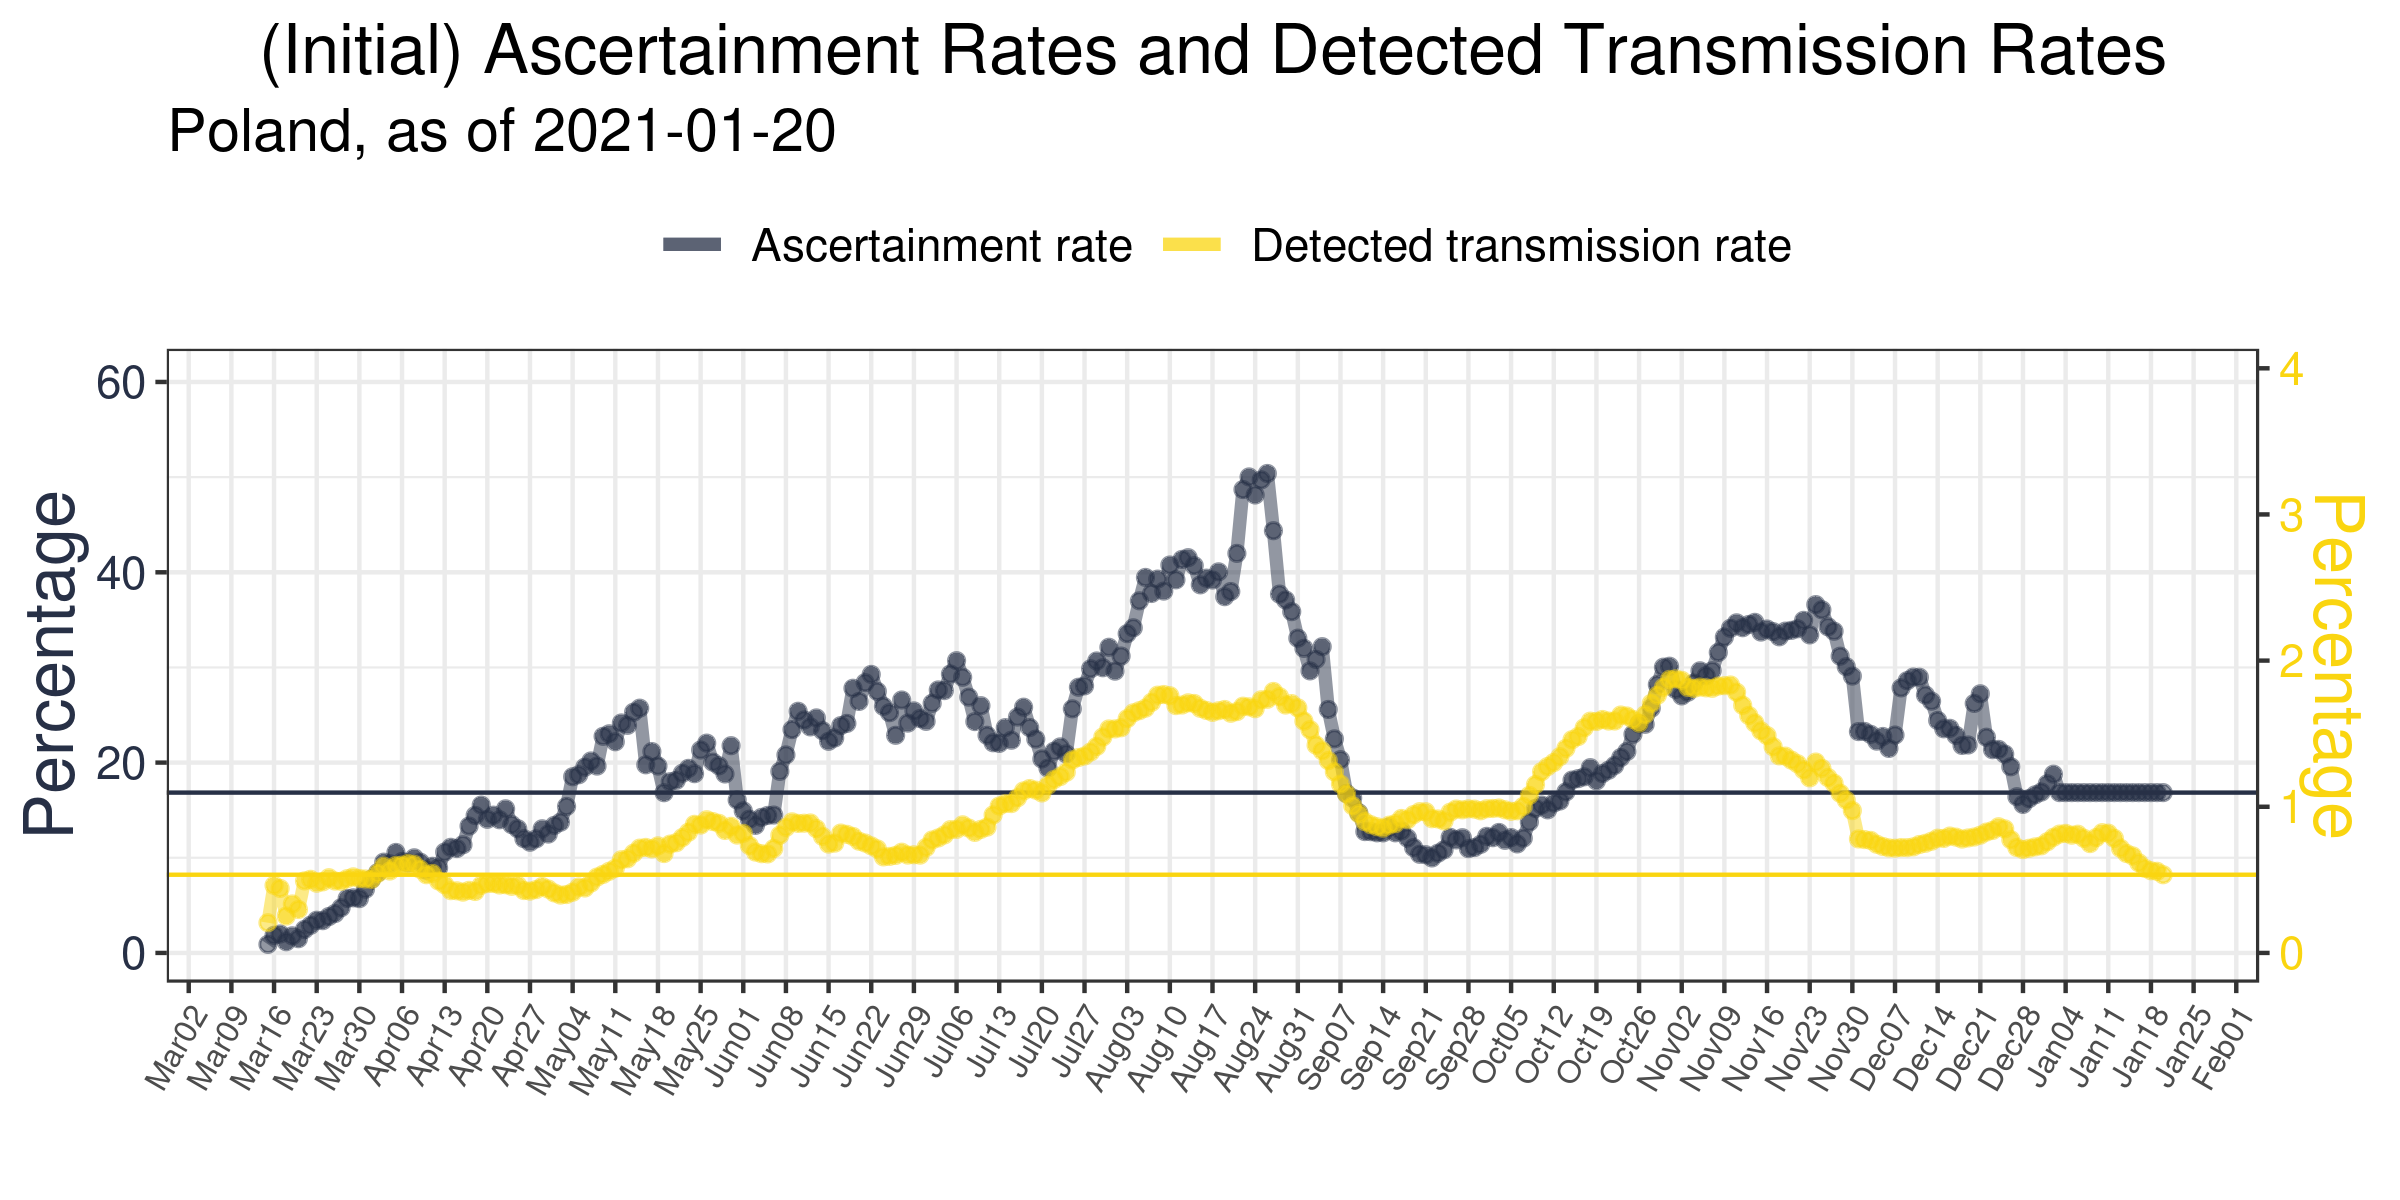 (Initial) Ascertainment Rates and Detected Transmission Rates
Poland, as of 2021-01-20
Ascertainment rate
Detected transmission rate
Percentage
60
40
20
0
4
3
2
1
0
Percentage
Mar02
Mar09
Mar16
Mar23
Mar30
Apr06
Apr13
Apr20
Apr27
May04
May11
May18
May25
Jun01
Jun08
Jun15
Jun22
Jun29
Jul06
Jul13
Jul20
Jul27
Aug03
Aug10
Aug17
Aug24
Aug31
Sep07
Sep14
Sep21
Sep28
Oct05
Oct12
Oct19
Oct26
Nov02
Nov09
Nov16
Nov23
Nov30
Dec07
Dec14
Dec21
Dec28
Jan04
Jan11
Jan18
Jan25
Feb01